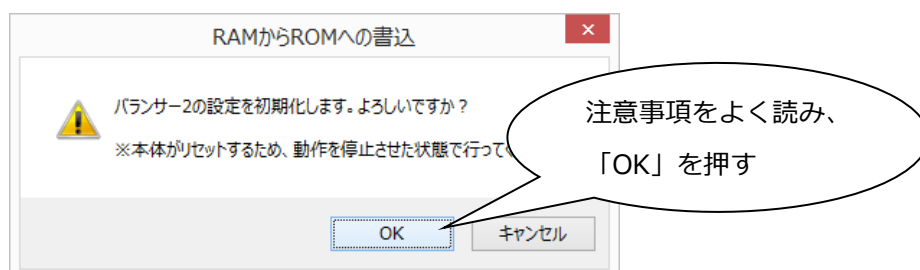 RAMからROMへの書込
バランサー2の設定を初期化します。よろしいですか？
※本体がリセットするため、動作を停止させた状態で行って
注意事項をよく読み、
「OK」を押す
OK
キャンセル